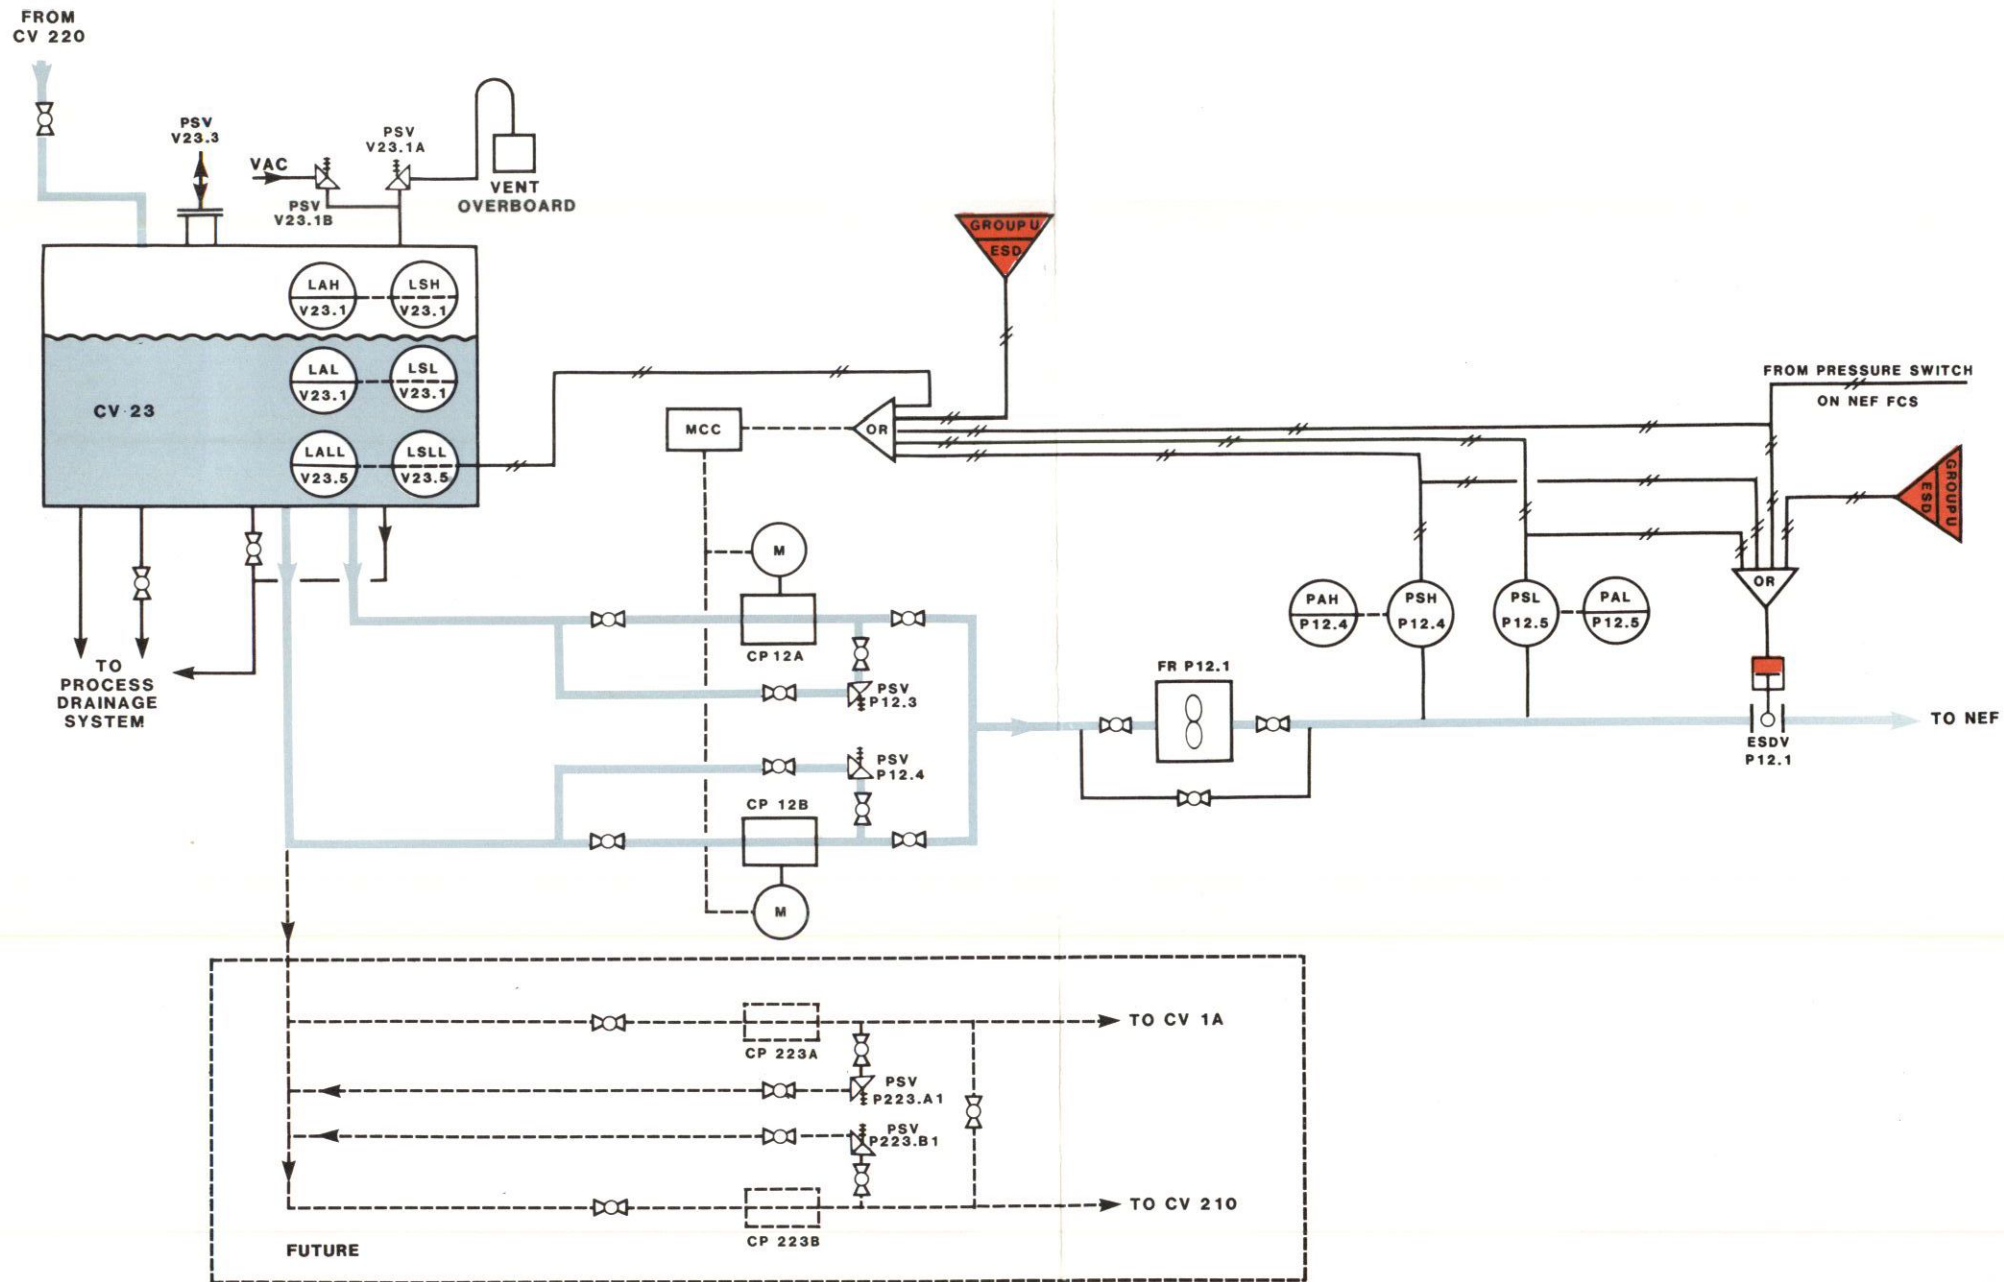 FROM
CV 220
PSV
V23.3
VAC
PSV
V23.1B
PSV
V23.1A
VENT
OVERBOARD
GROUP U
ESD
LAH
V23.1
LSH
V23.1
LAL
V23.1
LSL
V23.1
CV 23
LALL
V23.5
LSLL
V23.5
MCC
OR
FROM PRESSURE SWITCH
ON NEF FCS
GROUP U
ESD
OR
M
PAH
P12.4
PSH
P12.4
PSL
P12.5
PAL
P12.5
CP 12A
TO
PROCESS
DRAINAGE
SYSTEM
PSV
P12.3
FR P12.1
TO NEF
ESDV
P12.1
PSV
P12.4
CP 12B
M
TO CV 1A
CP 223A
PSV
P223.A1
PSV
P223.B1
TO CV 210
CP 223B
FUTURE